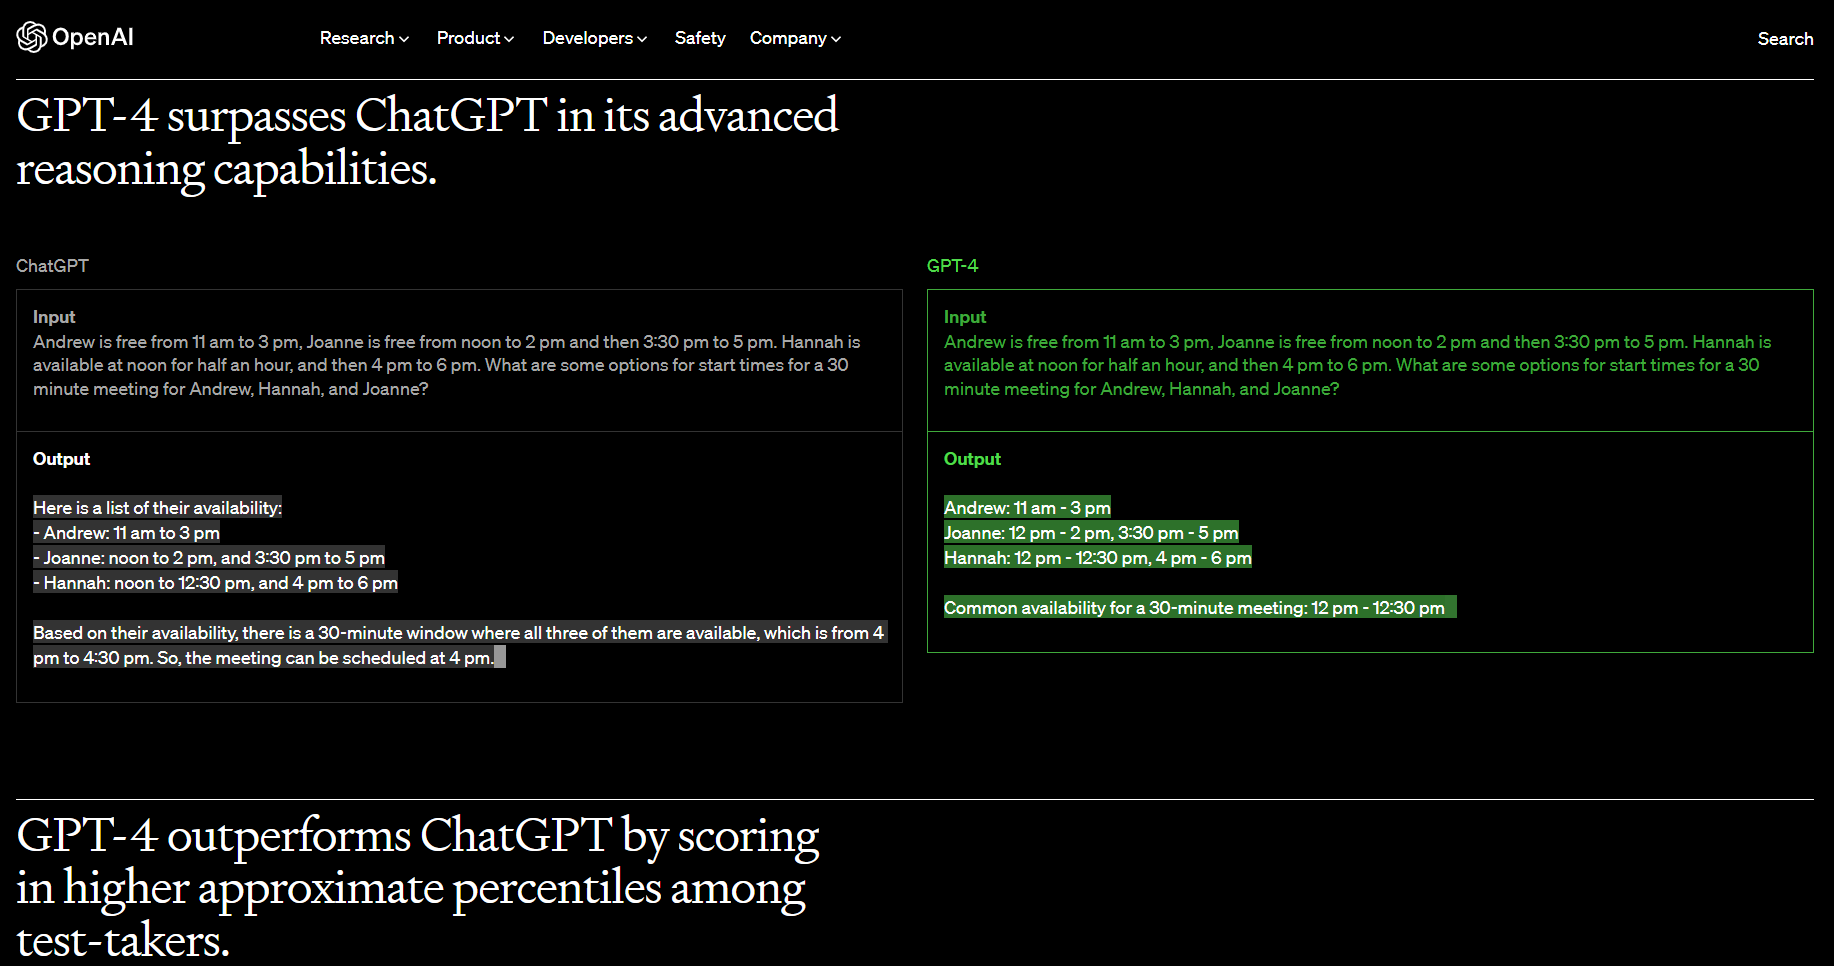 OpenAI
Research
Product
Developers
Safety
Company
Search
GPT-4 surpasses ChatGPT in its advanced
reasoning capabilities.
ChatGPT
Input
Andrew is free from 11 am to 3 pm, Joanne is free from noon to 2 pm and then 3:30 pm to 5 pm. Hannah is
available at noon for half an hour, and then 4 pm to 6 pm. What are some options for start times for a 30
minute meeting for Andrew, Hannah, and Joanne?
Output
Here is a list of their availability:
- Andrew: 11 am to 3 pm
- Joanne: noon to 2 pm, and 3:30 pm to 5 pm
- Hannah: noon to 12:30 pm, and 4 pm to 6 pm
Based on their availability, there is a 30-minute window where all three of them are available, which is from 4
pm to 4:30 pm. So, the meeting can be scheduled at 4 pm.
GPT-4
Input
Andrew is free from 11 am to 3 pm, Joanne is free from noon to 2 pm and then 3:30 pm to 5 pm. Hannah is
available at noon for half an hour, and then 4 pm to 6 pm. What are some options for start times for a 30
minute meeting for Andrew, Hannah, and Joanne?
Output
Andrew: 11 am - 3 pm
Joanne: 12 pm - 2 pm, 3:30 pm - 5 pm
Hannah: 12 pm - 12:30 pm, 4 pm - 6 pm
Common availability for a 30-minute meeting: 12 pm - 12:30 pm
GPT-4 outperforms ChatGPT by scoring
in higher approximate percentiles among
test-takers.